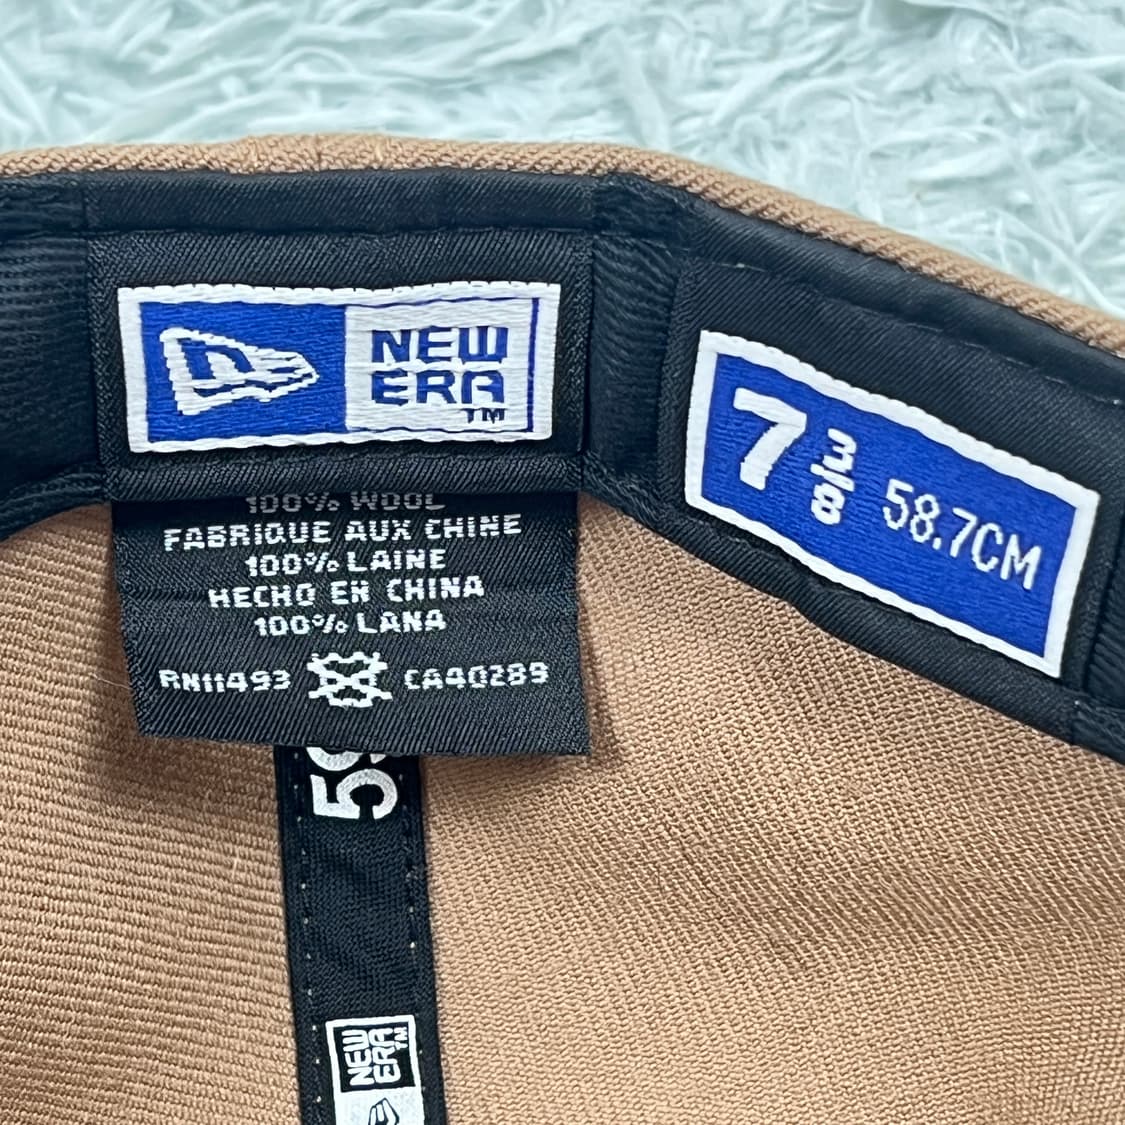 NEW
ERA
TM
7 3/8 58.7CM
100% WOOL
FABRIQUE AUX CHINE
100% LAINE
HECHO EN CHINA
100% LANA
RN11493 CA40289
59
NEW
ERA
TM